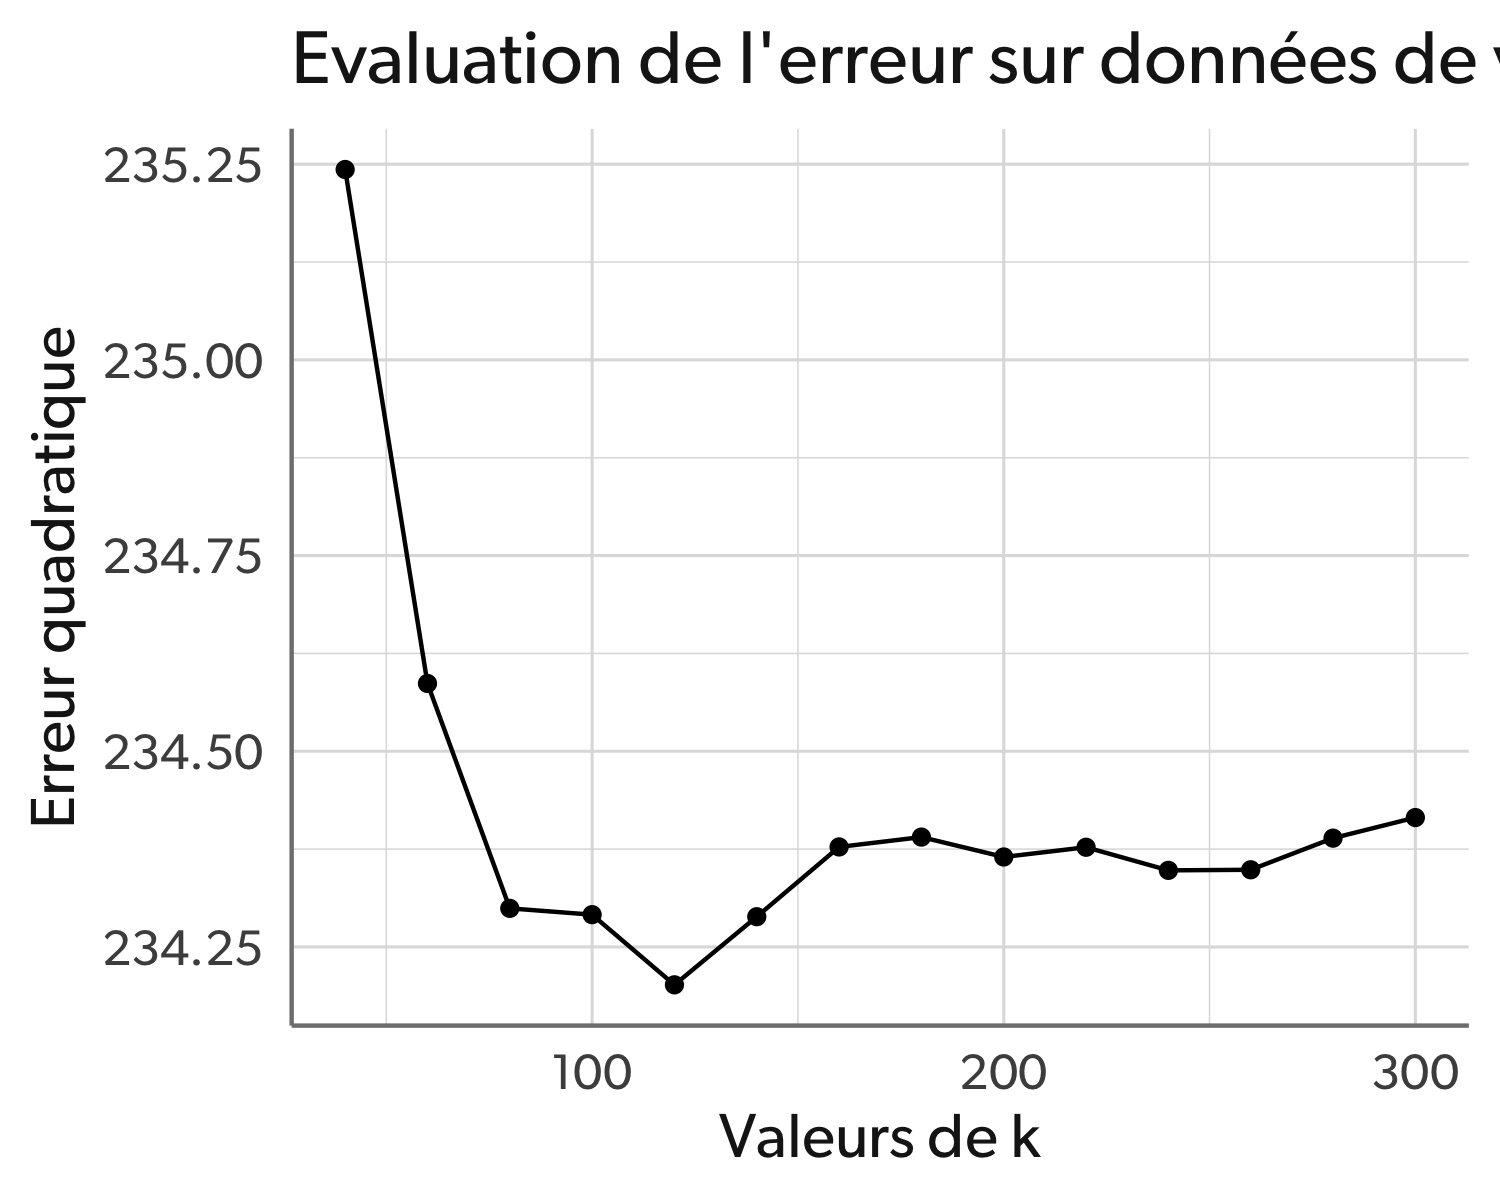 Evaluation de l'erreur sur données de
235.25
235.00
234.75
234.50
234.25
Erreur quadratique
100 200 300
Valeurs de k